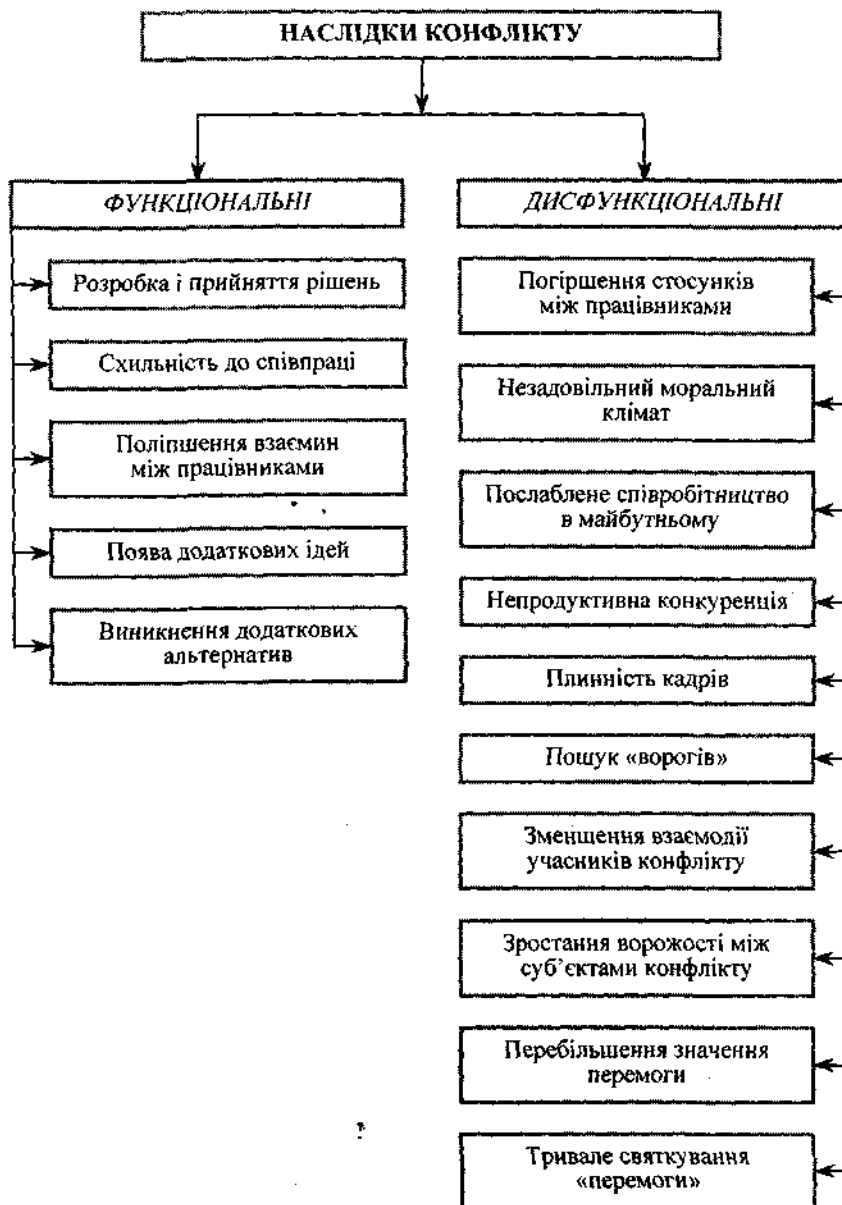 НАСЛІДКИ КОНФЛІКТУ
ФУНКЦІОНАЛЬНІ
Розробка і прийняття рішень
Схильність до співпраці
Поліпшення взаємин
між працівниками
Поява додаткових ідей
Виникнення додаткових
альтернатив
ДИСФУНКЦІОНАЛЬНІ
Погіршення стосунків
між працівниками
Незадовільний моральний
клімат
Послаблене співробітництво
в майбутньому
Непродуктивна конкуренція
Плинність кадрів
Пошук «ворогів»
Зменщення взаємодії
учасників конфлікту
Зростання ворожості між
суб’єктами конфлікту
Перебільшення значення
перемоги
Тривале святкування
«перемоги»